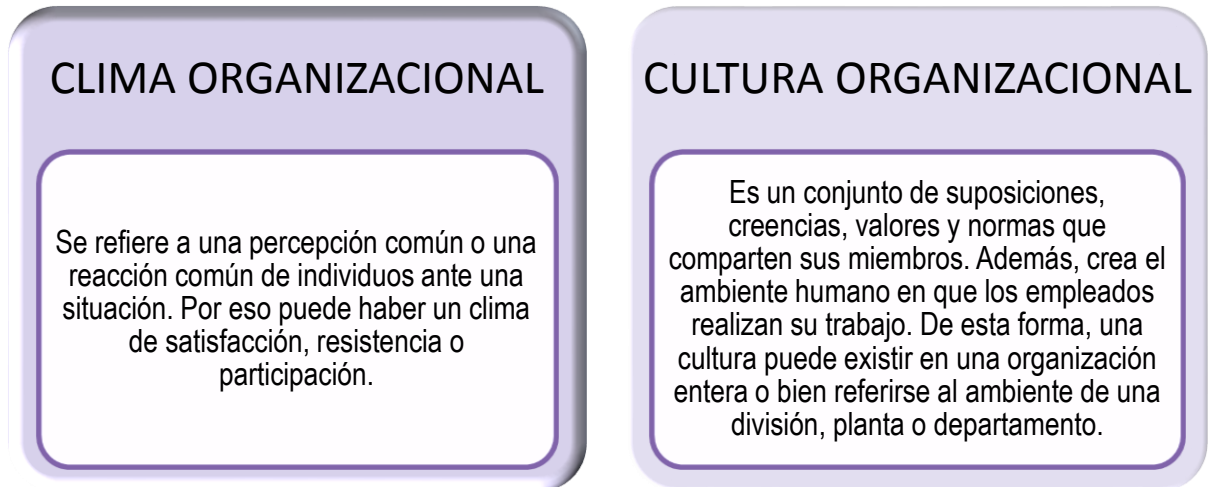 CLIMA ORGANIZACIONAL
Se refiere a una percepción común o una
reacción común de individuos ante una
situación. Por eso puede haber un clima
de satisfacción, resistencia o
participación.
CULTURA ORGANIZACIONAL
Es un conjunto de suposiciones,
creencias, valores y normas que
comparten sus miembros. Además, crea el
ambiente humano en que los empleados
realizan su trabajo. De esta forma, una
cultura puede existir en una organización
entera o bien referirse al ambiente de una
división, planta o departamento.